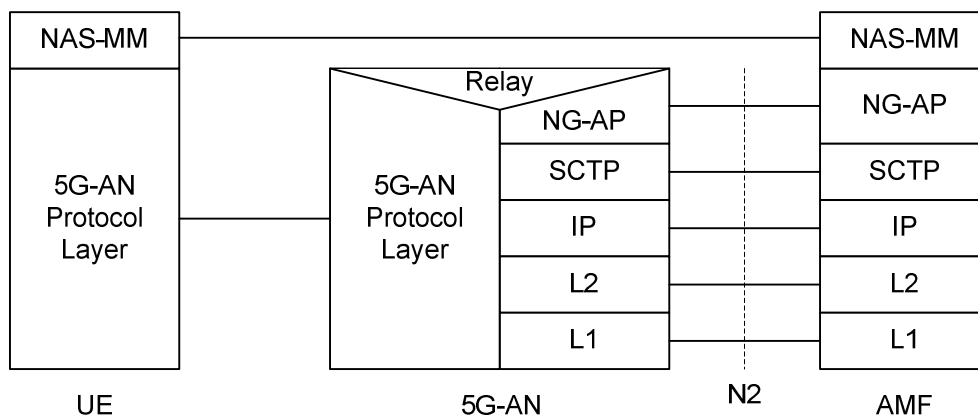 NAS-MM
NAS-MM
Relay
NG-AP
NG-AP
5G-AN
Protocol
Layer
5G-AN
Protocol
Layer
SCTP
SCTP
IP
IP
L2
L2
L1
L1
UE
5G-AN
N2
AMF